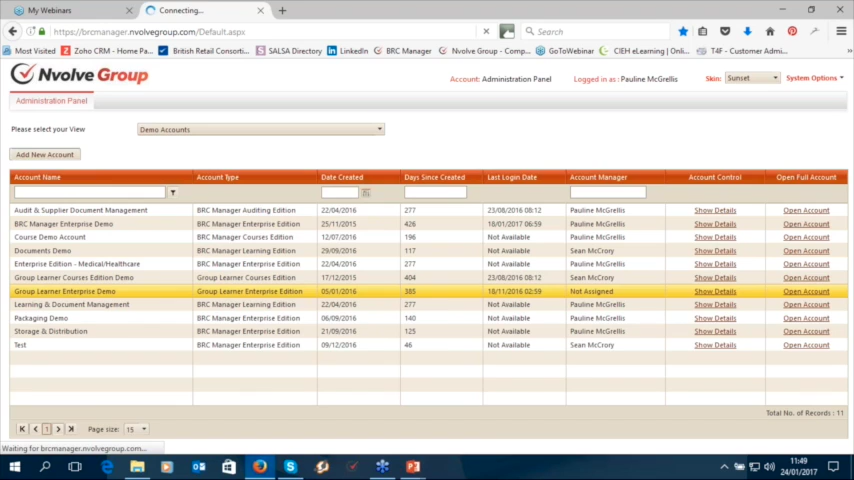 My Webinars
Connecting...
https://brcmanager.nvolvegroup.com/Default.aspx
Search
Most Visited Zoho CRM - Home Pa... British Retail Consorti... SALSA Directory LinkedIn BRC Manager Nvolve Group - Comp... GoToWebinar CIEH eLearning | Onli... T4F - Customer Admi...
Nvolve Group
Account: Administration Panel Logged in as : Pauline McGrellis Skin: Sunset System Options
Administration Panel
Please select your View Demo Accounts
Add New Account
Account Name Account Type Date Created Days Since Created Last Login Date Account Manager Account Control Open Full Account
Audit & Supplier Document Management BRC Manager Auditing Edition 22/04/2016 277 23/08/2016 08:12 Pauline McGrellis Show Details Open Account
BRC Manager Enterprise Demo BRC Manager Enterprise Edition 25/11/2015 426 18/01/2017 06:59 Pauline McGrellis Show Details Open Account
Course Demo Account BRC Manager Courses Edition 12/07/2016 196 Not Available Pauline McGrellis Show Details Open Account
Documents Demo BRC Manager Learning Edition 29/09/2016 117 Not Available Sean McCrory Show Details Open Account
Enterprise Edition - Medical/Healthcare BRC Manager Enterprise Edition 22/04/2016 277 Not Available Pauline McGrellis Show Details Open Account
Group Learner Courses Edition Demo Group Learner Courses Edition 17/12/2015 404 23/08/2016 08:12 Sean McCrory Show Details Open Account
Group Learner Enterprise Demo Group Learner Enterprise Edition 05/01/2016 385 18/11/2016 02:59 Not Assigned Show Details Open Account
Learning & Document Management BRC Manager Learning Edition 22/04/2016 277 Not Available Pauline McGrellis Show Details Open Account
Packaging Demo BRC Manager Enterprise Edition 06/09/2016 140 Not Available Pauline McGrellis Show Details Open Account
Storage & Distribution BRC Manager Enterprise Edition 21/09/2016 125 Not Available Pauline McGrellis Show Details Open Account
Test BRC Manager Enterprise Edition 09/12/2016 46 Not Available Sean McCrory Show Details Open Account
Total No. of Records : 11
1 Page size: 15
Waiting for brcmanager.nvolvegroup.com...
11:49
24/01/2017